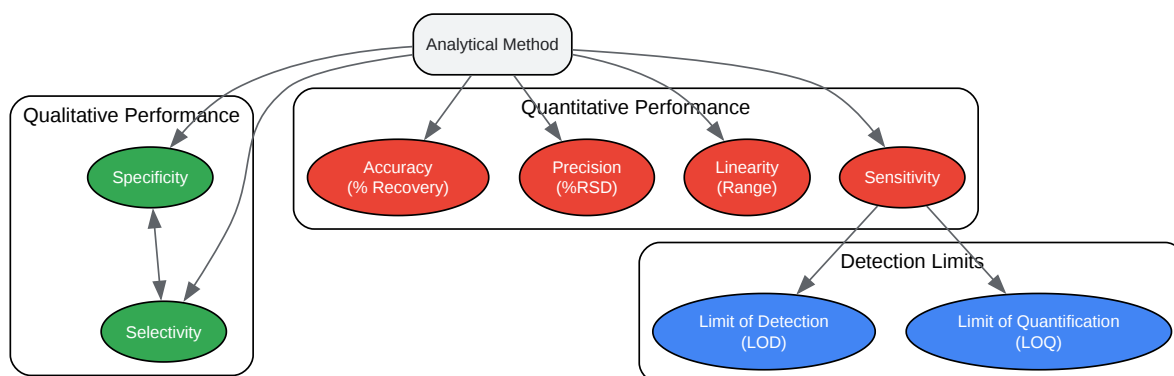 Analytical Method
Qualitative Performance
Quantitative Performance
Specificity
Accuracy
(% Recovery)
Precision
(%RSD)
Linearity
(Range)
Sensitivity
Detection Limits
Selectivity
Limit of Detection
(LOD)
Limit of Quantification
(LOQ)